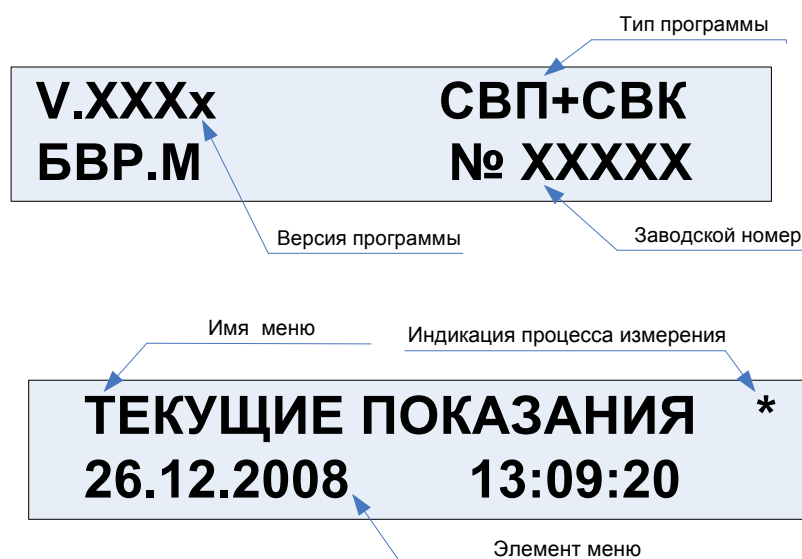 Тип программы
V.XXXx СВП+СВК
БВР.М № XXXXX
Версия программы
Заводской номер
Имя меню
Индикация процесса измерения
ТЕКУЩИЕ ПОКАЗАНИЯ *
26.12.2008 13:09:20
Элемент меню